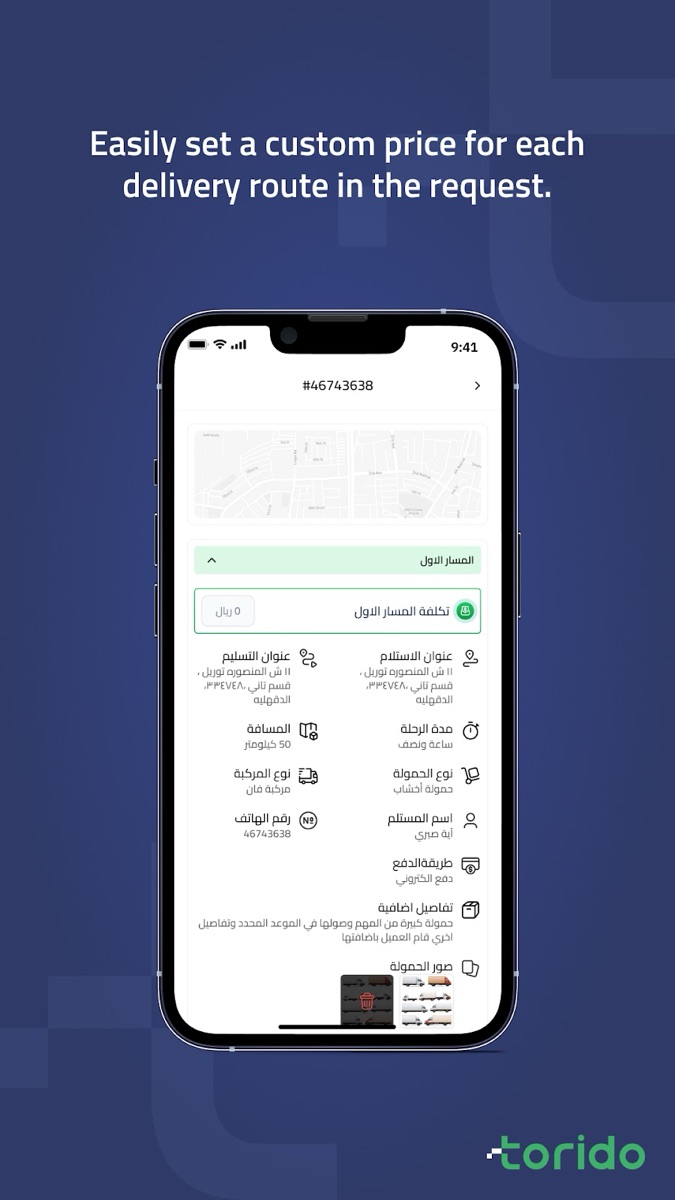 Easily set a custom price for each
delivery route in the request.
9:41
#46743638
المسار الاول
تكلفة المسار الاول
0 ريال
عنوان الاستلام
١١ ش المنصوره توريل ،
قسم تاني ،٣٣٤٧٤٨،
الدقهليه
عنوان التسليم
١١ ش المنصوره توريل ،
قسم تاني ،٣٣٤٧٤٨،
الدقهليه
مدة الرحلة
ساعة ونصف
المسافة
50 كيلومتر
نوع الحمولة
حمولة أخشاب
نوع المركبة
مركبة فان
اسم المستلم
آية صبري
رقم الهاتف
46743638
طريقةالدفع
دفع الكتروني
تفاصيل اضافية
حمولة كبيرة من المهم وصولها في الموعد المحدد وتفاصيل
اخري قام العميل باضافتها
صور الحمولة
torido